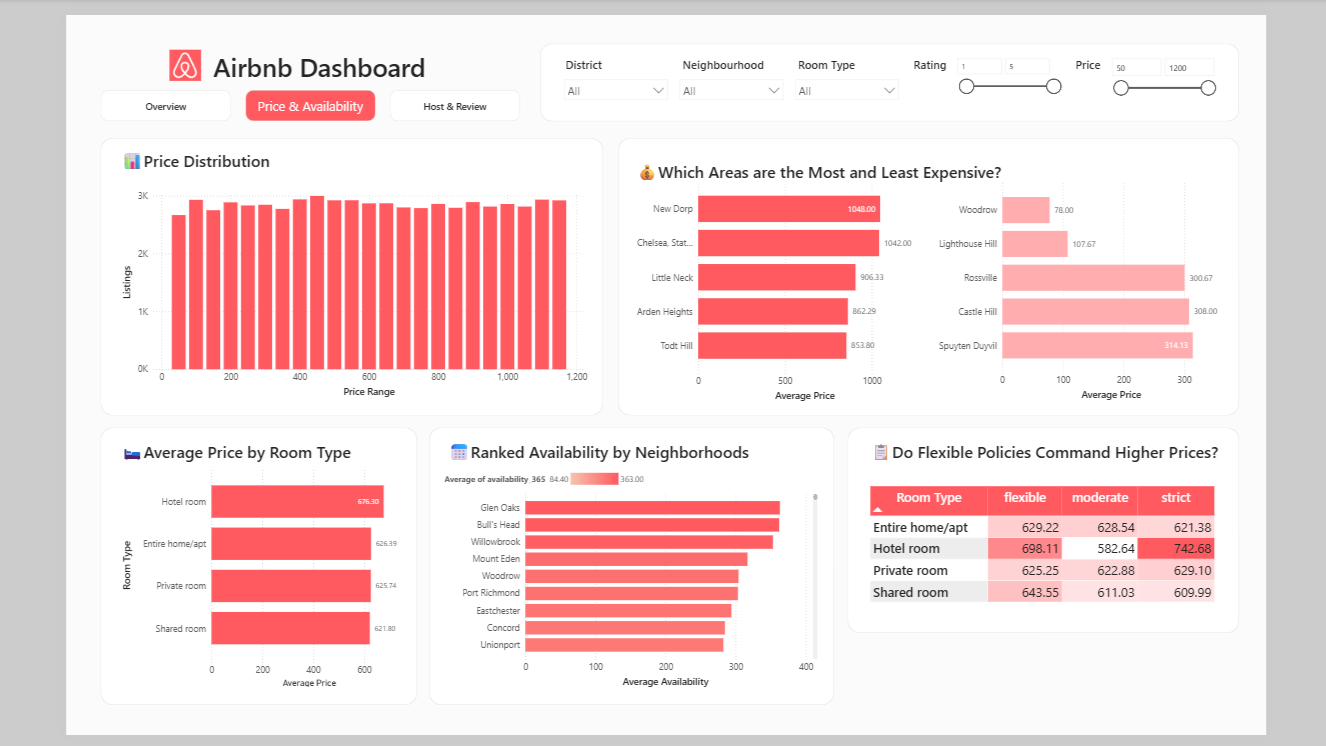 Airbnb Dashboard
Overview
Price & Availability
Host & Review
District
All
Neighbourhood
All
Room Type
All
Rating
1
5
Price
50
1200
Price Distribution
Listings
3K
2K
1K
0K
0
200
400
600
800
1,000
1,200
Price Range
Which Areas are the Most and Least Expensive?
New Dorp
1048.00
Chelsea, Stat...
1042.00
Little Neck
906.33
Arden Heights
862.29
Todt Hill
853.80
0
500
1000
Average Price
Woodrow
78.00
Lighthouse Hill
107.67
Rossville
300.67
Castle Hill
308.00
Spuyten Duyvil
314.13
0
100
200
300
Average Price
Average Price by Room Type
Room Type
Hotel room
676.30
Entire home/apt
626.39
Private room
625.74
Shared room
621.80
0
200
400
600
Average Price
Ranked Availability by Neighborhoods
Average of availability_365 84.40 363.00
Glen Oaks
Bull's Head
Willowbrook
Mount Eden
Woodrow
Port Richmond
Eastchester
Concord
Unionport
0
100
200
300
400
Average Availability
Do Flexible Policies Command Higher Prices?
Room Type flexible moderate strict
Entire home/apt 629.22 628.54 621.38
Hotel room 698.11 582.64 742.68
Private room 625.25 622.88 629.10
Shared room 643.55 611.03 609.99